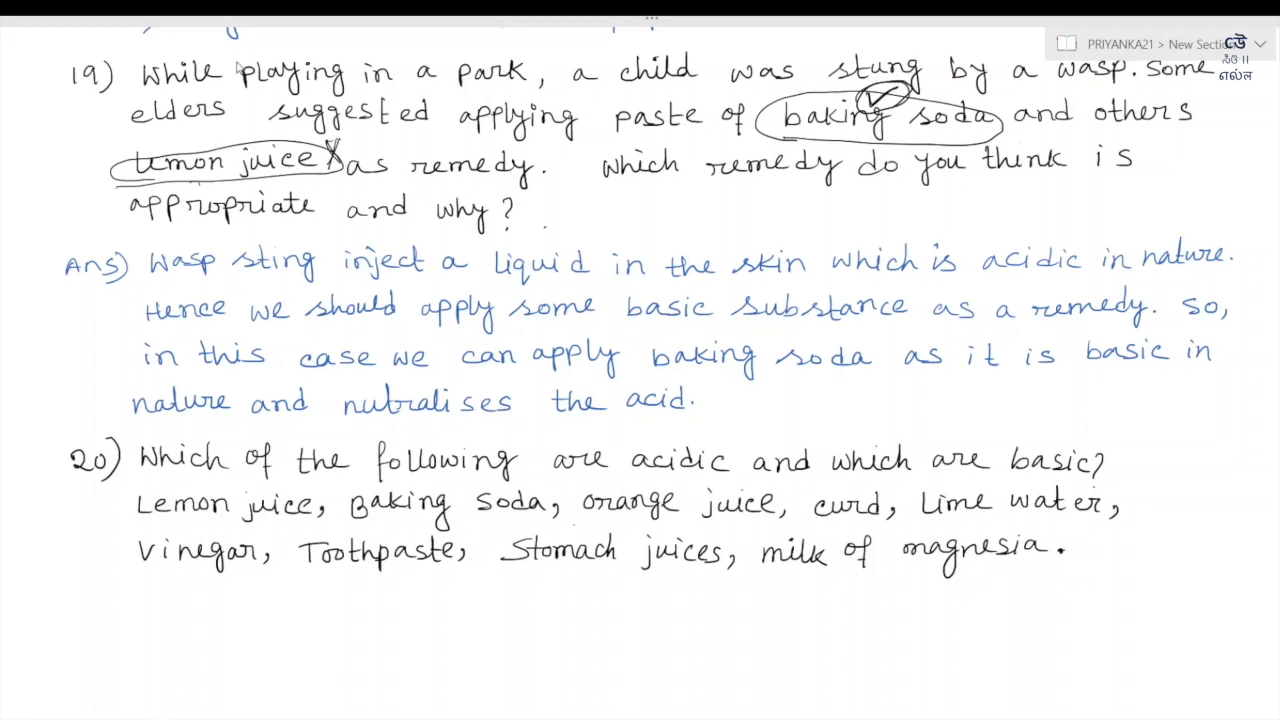 PRIYANKA21 > New Section
19) While playing in a park, a child was stung by a wasp. Some
elders suggested applying paste of baking soda and others
lemon juice as remedy. Which remedy do you think is
appropriate and why?
Ans) Wasp sting inject a liquid in the skin which is acidic in nature.
Hence we should apply some basic substance as a remedy. So,
in this case we can apply baking soda as it is basic in
nature and nutralises the acid.
20) Which of the following are acidic and which are basic?
Lemon juice, Baking soda, orange juice, curd, Lime water,
Vinegar, Toothpaste, Stomach juices, milk of magnesia.